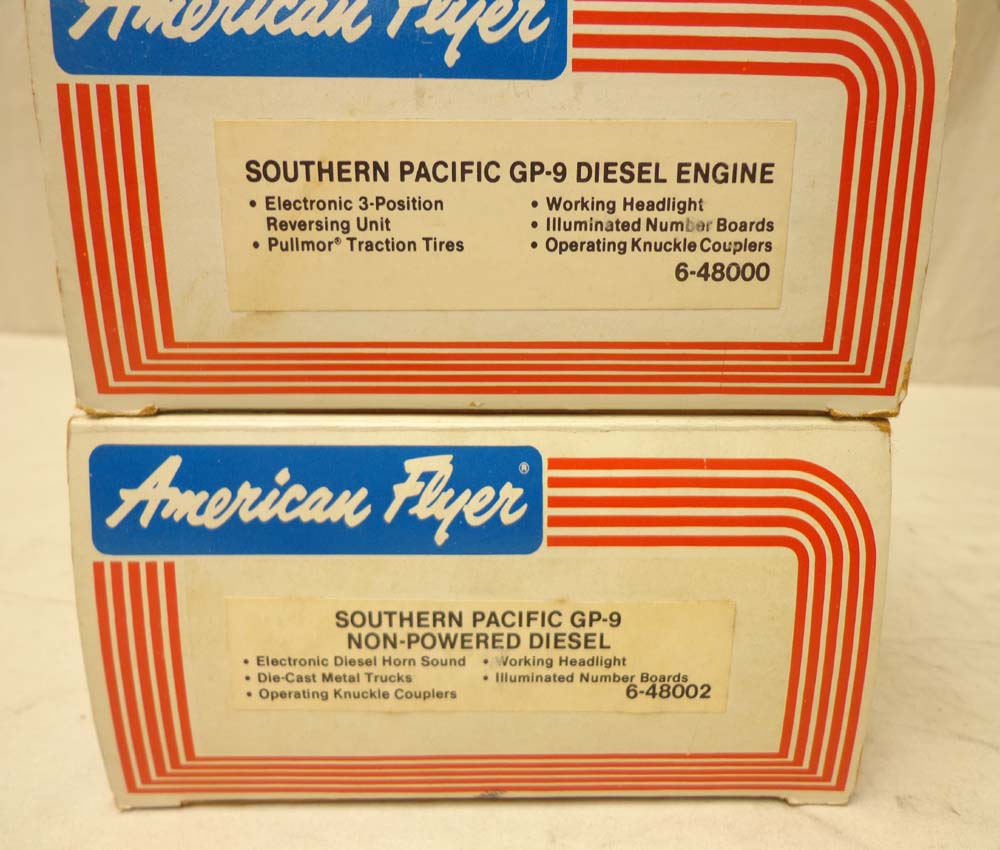 American Flyer
SOUTHERN PACIFIC GP-9 DIESEL ENGINE
• Electronic 3-Position
Reversing Unit
• Pullmor® Traction Tires
• Working Headlight
• Illuminated Number Boards
• Operating Knuckle Couplers
6-48000
American Flyer®
SOUTHERN PACIFIC GP-9
NON-POWERED DIESEL
• Electronic Diesel Horn Sound
• Die-Cast Metal Trucks
• Operating Knuckle Couplers
• Working Headlight
• Illuminated Number Boards
6-48002